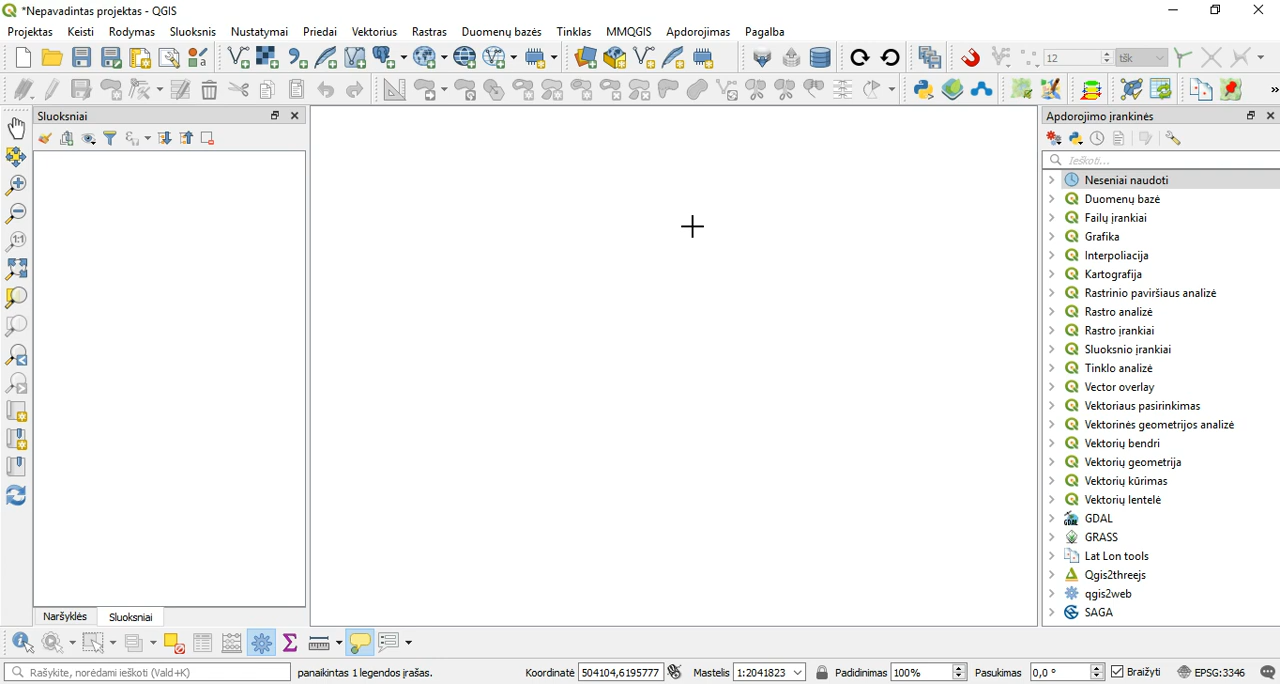 *Nepavadintas projektas - QGIS
Projektas Keisti Rodymas Sluoksnis Nustatymai Priedai Vektorius Rastras Duomenų bazės Tinklas MMQGIS Apdorojimas Pagalba
12 tšk
Sluoksniai
Apdorojimo įrankinės
Ieškoti...
Neseniai naudoti
Duomenų bazė
Failų įrankiai
Grafika
Interpoliacija
Kartografija
Rastrinio paviršiaus analizė
Rastro analizė
Rastro įrankiai
Sluoksnio įrankiai
Tinklo analizė
Vector overlay
Vektoriaus pasirinkimas
Vektorinės geometrijos analizė
Vektorių bendri
Vektorių geometrija
Vektorių kūrimas
Vektorių lentelė
GDAL
GRASS
Lat Lon tools
Qgis2threejs
qgis2web
SAGA
Naršyklės Sluoksniai
Rašykite, norėdami ieškoti (Vald+K) panaikintas 1 legendos įrašas. Koordinatė 504104,6195777 Mastelis 1:2041823 Padidinimas 100% Pasukimas 0,0 ° Braižyti EPSG:3346